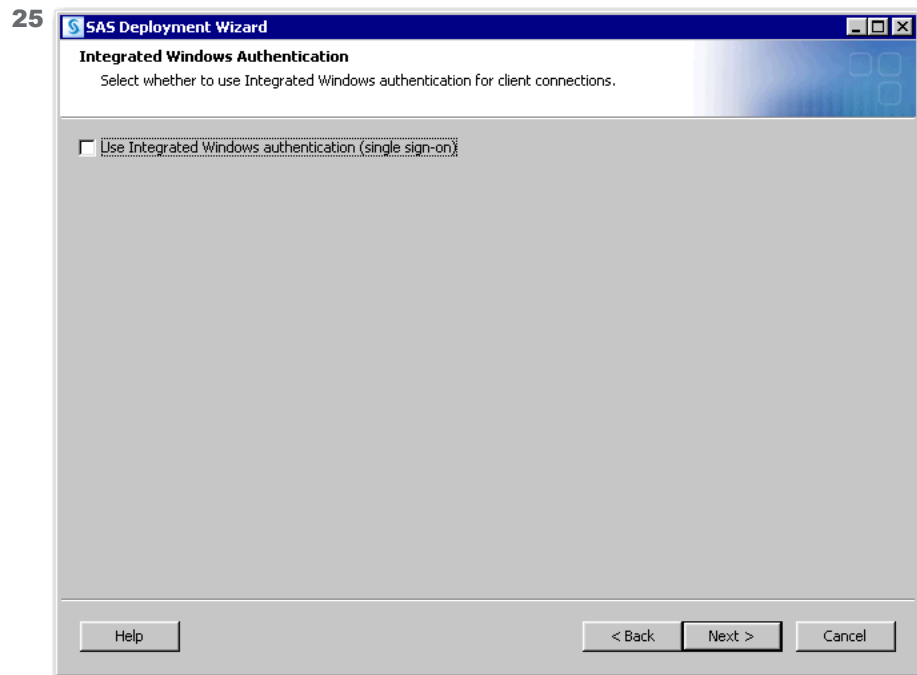 25
SAS Deployment Wizard
Integrated Windows Authentication
Select whether to use Integrated Windows authentication for client connections.
Use Integrated Windows authentication (single sign-on)
Help
< Back
Next >
Cancel